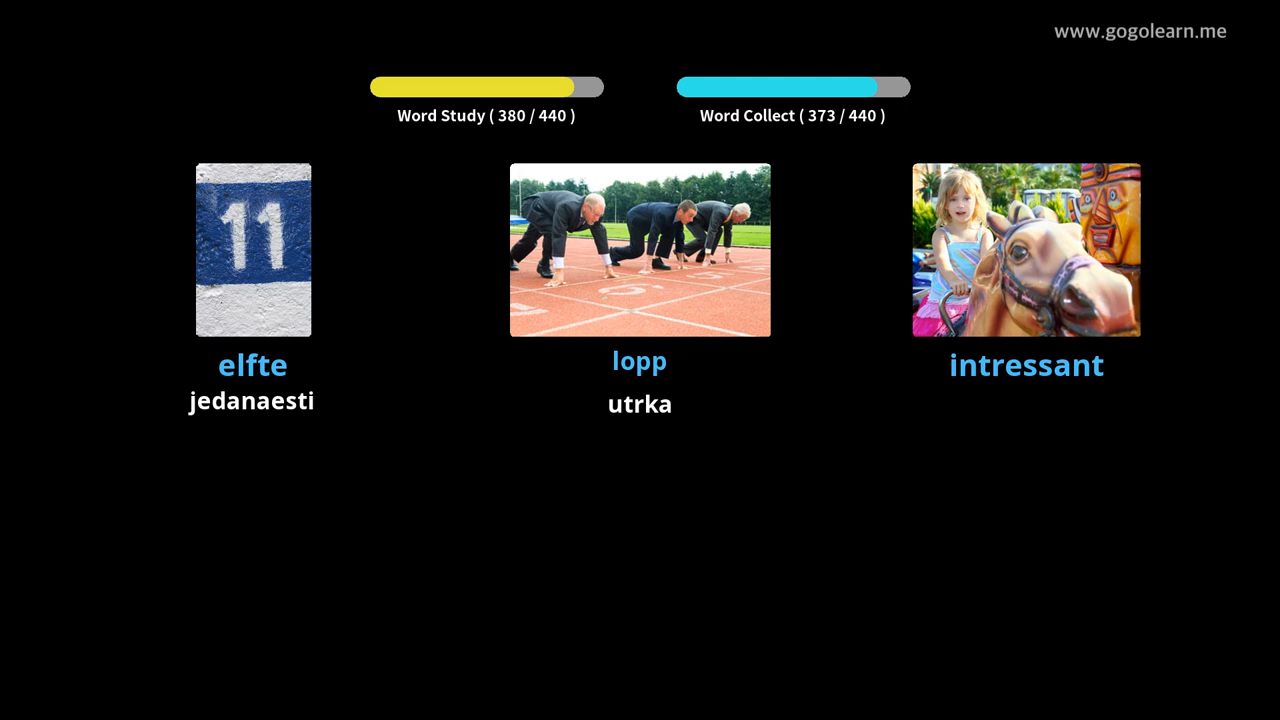 www.gogolearn.me
Word Study ( 380 / 440 )
Word Collect ( 373 / 440 )
11
elfte
jedanaesti
lopp
utrka
intressant